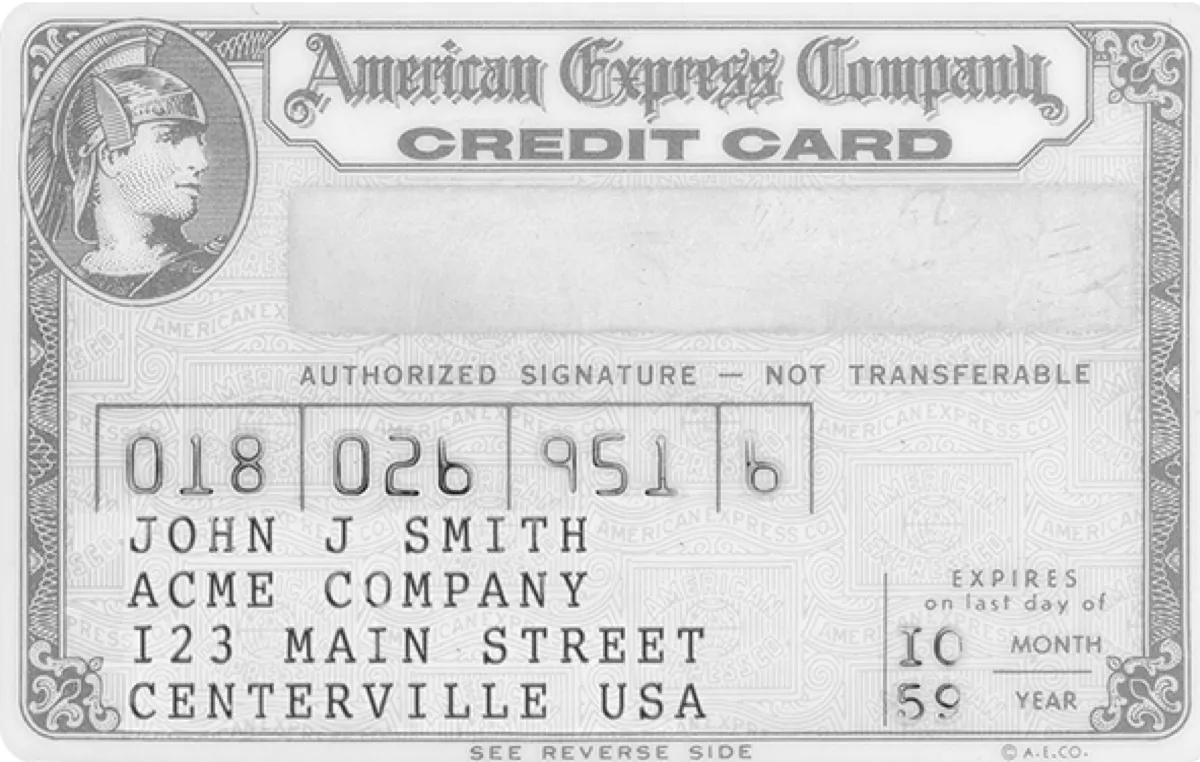 American Express Company
CREDIT CARD
AUTHORIZED SIGNATURE — NOT TRANSFERABLE
018 026 951 6
JOHN J SMITH
ACME COMPANY
123 MAIN STREET
CENTERVILLE USA
EXPIRES
on last day of
10 MONTH
59 YEAR
SEE REVERSE SIDE
© A.E.CO.